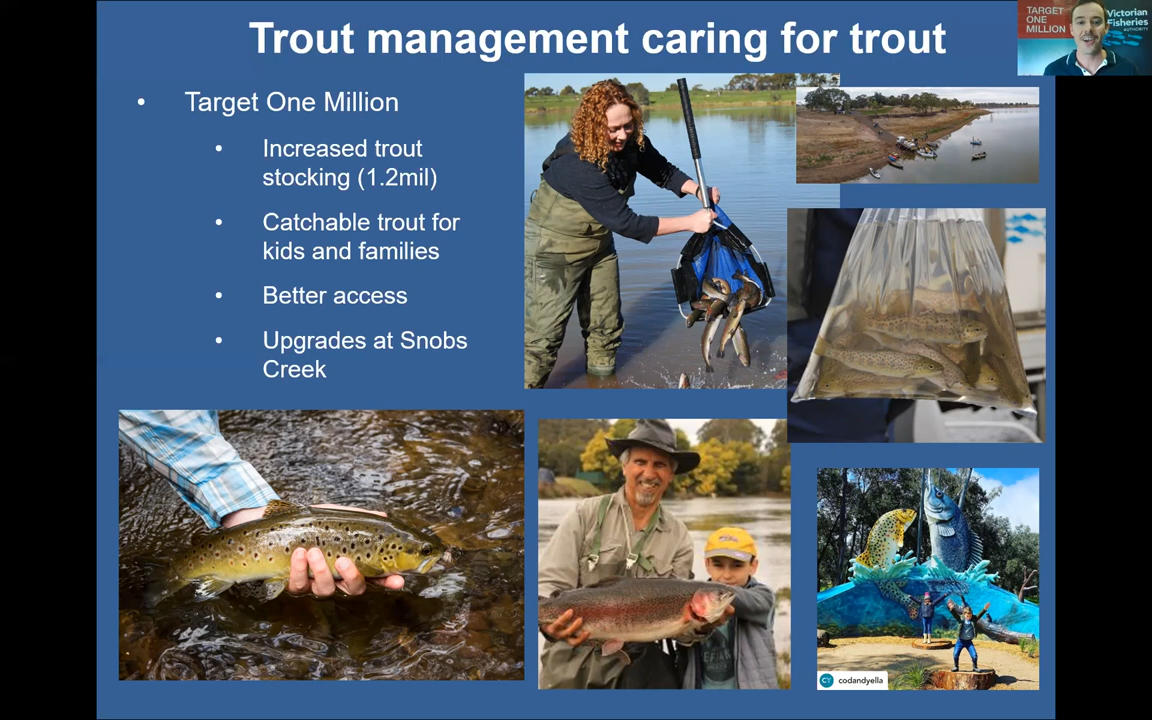 Trout management caring for trout
TARGET
ONE
MILLION
Victorian
Fisheries
AUTHORITY
• Target One Million
• Increased trout
stocking (1.2mil)
• Catchable trout for
kids and families
• Better access
• Upgrades at Snobs
Creek
codandyella